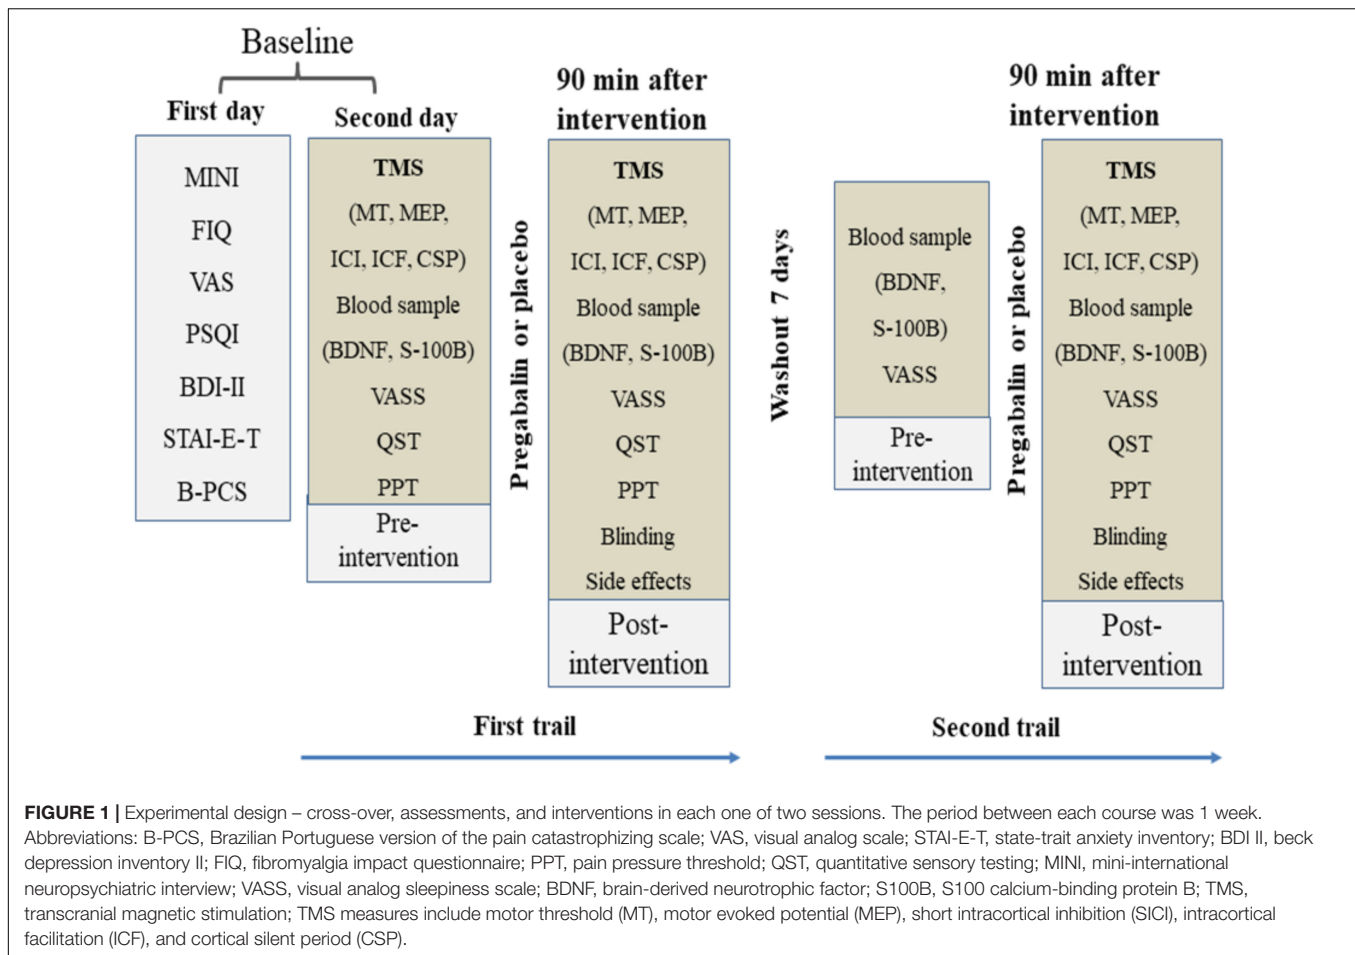 Baseline
First day
MINI
FIQ
VAS
PSQI
BDI-II
STAI-E-T
B-PCS
Second day
TMS
(MT, MEP,
ICI, ICF, CSP)
Blood sample
(BDNF, S-100B)
VASS
QST
PPT
Pre-
intervention
Pregabalin or placebo
90 min after
intervention
TMS
(MT, MEP,
ICI, ICF, CSP)
Blood sample
(BDNF, S-100B)
VASS
QST
PPT
Blinding
Side effects
Post-
intervention
First trail
Washout 7 days
Blood sample
(BDNF,
S-100B)
VASS
Pre-
intervention
Pregabalin or placebo
90 min after
intervention
TMS
(MT, MEP,
ICI, ICF, CSP)
Blood sample
(BDNF, S-100B)
VASS
QST
PPT
Blinding
Side effects
Post-
intervention
Second trail
FIGURE 1 | Experimental design – cross-over, assessments, and interventions in each one of two sessions. The period between each course was 1 week.
Abbreviations: B-PCS, Brazilian Portuguese version of the pain catastrophizing scale; VAS, visual analog scale; STAI-E-T, state-trait anxiety inventory; BDI II, beck
depression inventory II; FIQ, fibromyalgia impact questionnaire; PPT, pain pressure threshold; QST, quantitative sensory testing; MINI, mini-international
neuropsychiatric interview; VASS, visual analog sleepiness scale; BDNF, brain-derived neurotrophic factor; S100B, S100 calcium-binding protein B; TMS,
transcranial magnetic stimulation; TMS measures include motor threshold (MT), motor evoked potential (MEP), short intracortical inhibition (SICI), intracortical
facilitation (ICF), and cortical silent period (CSP).